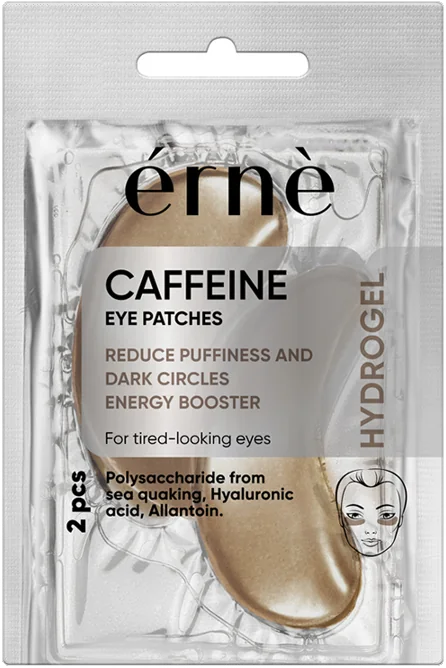 érnè
CAFFEINE
EYE PATCHES
REDUCE PUFFINESS AND
DARK CIRCLES
ENERGY BOOSTER
For tired-looking eyes
HYDROGEL
2 pcs
Polysaccharide from
sea quaking, Hyaluronic
acid, Allantoin.